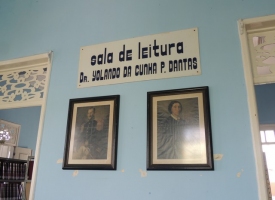 sala de leitura
DR. YOLANDO DA CUNHA P. DANTAS